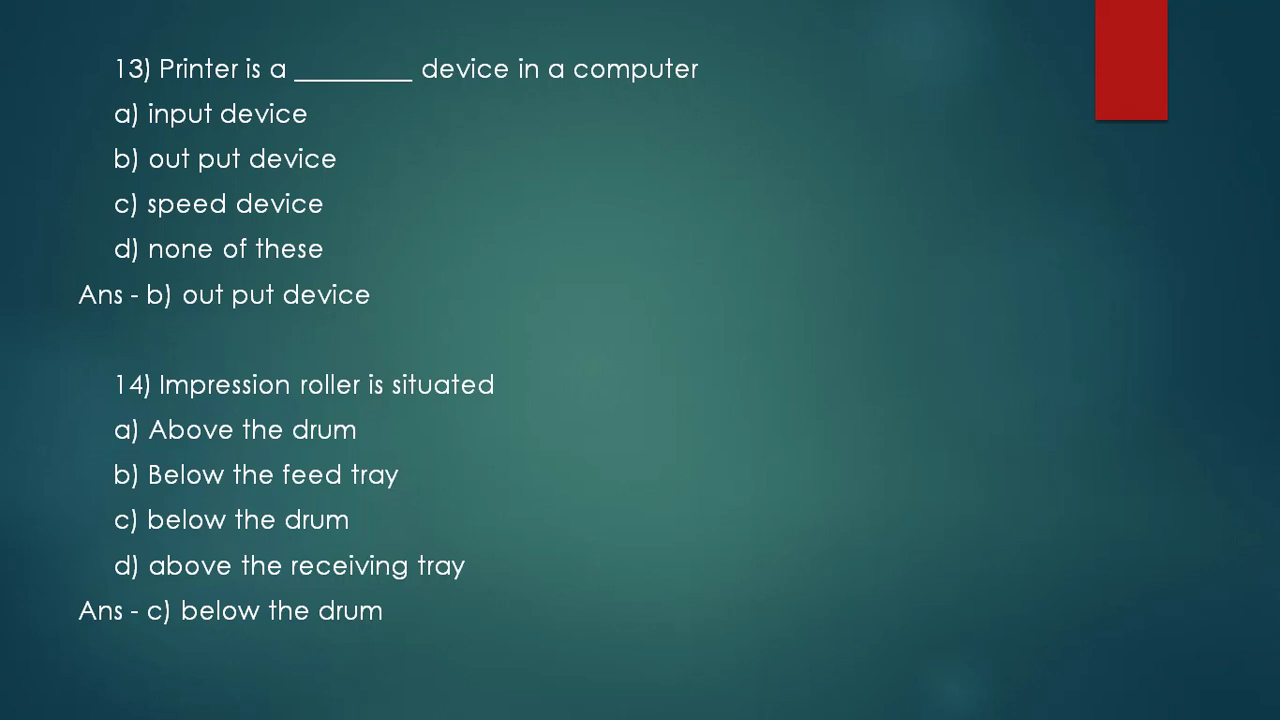 13) Printer is a _________ device in a computer
a) input device
b) out put device
c) speed device
d) none of these
Ans - b) out put device
14) Impression roller is situated
a) Above the drum
b) Below the feed tray
c) below the drum
d) above the receiving tray
Ans - c) below the drum